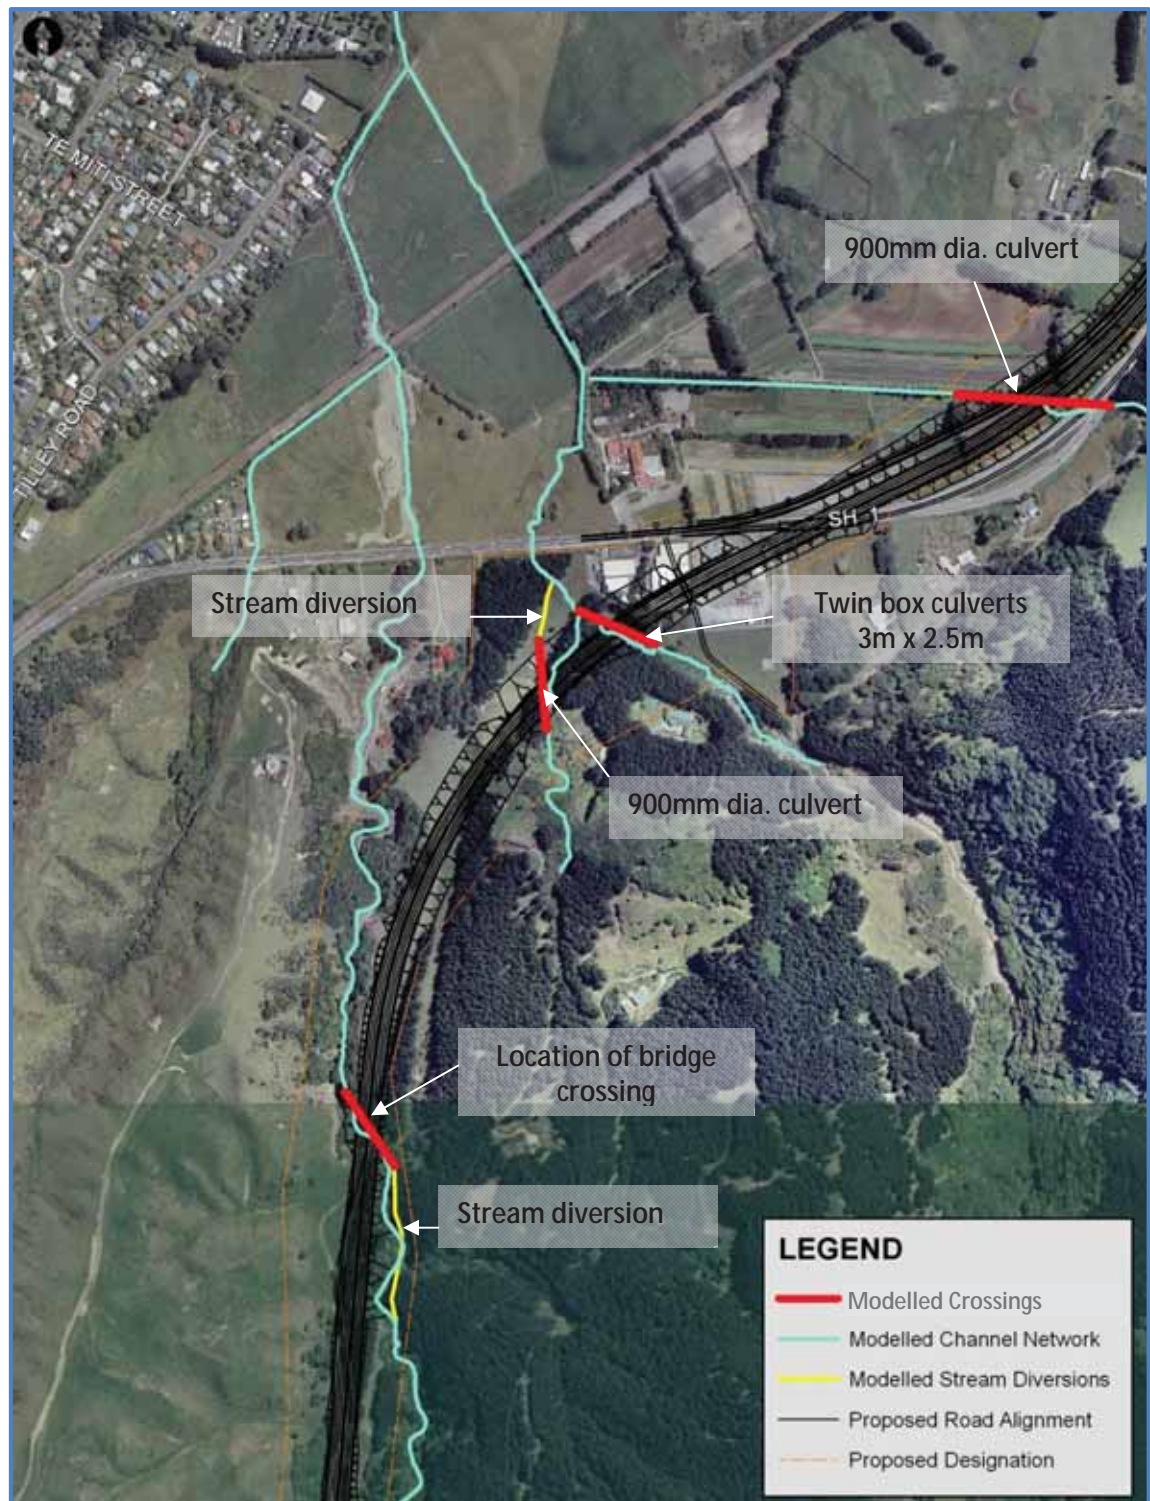 TE MITI STREET
900mm dia. culvert
TILLEY ROAD
SH 1
Stream diversion
Twin box culverts
3m x 2.5m
900mm dia. culvert
Location of bridge
crossing
Stream diversion
LEGEND
Modelled Crossings
Modelled Channel Network
Modelled Stream Diversions
Proposed Road Alignment
Proposed Designation